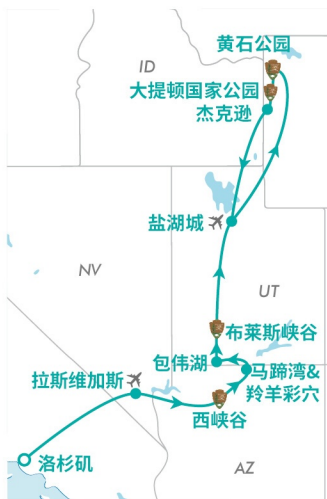 黄石公园
ID
大提顿国家公园
杰克逊
盐湖城
NV
UT
布莱斯峡谷
包伟湖
马蹄湾&
羚羊彩穴
拉斯维加斯
西峡谷
洛杉矶
AZ